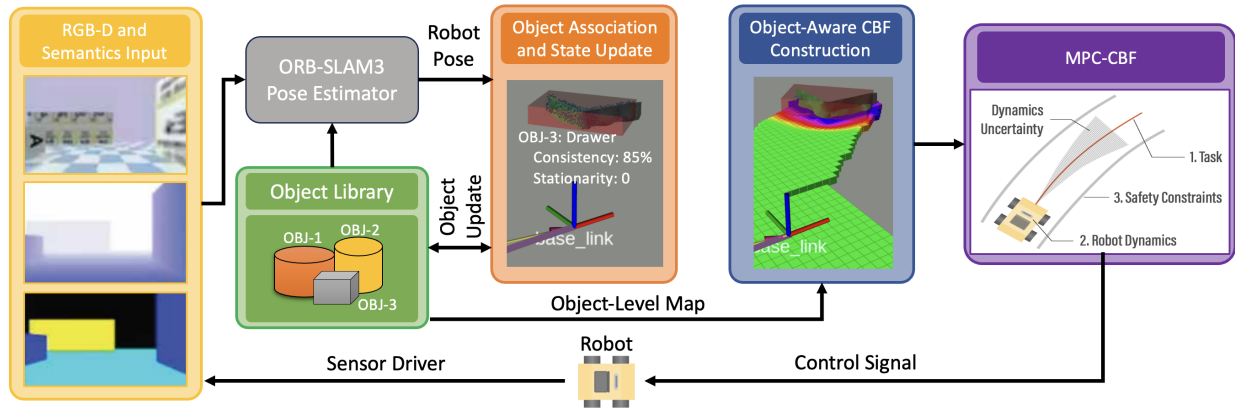 RGB-D and
Semantics Input
A
ORB-SLAM3
Pose Estimator
Robot
Pose
Object Association
and State Update
OBJ-3: Drawer
Consistency: 85%
Stationarity: 0
base_link
Object Library
OBJ-1
OBJ-2
OBJ-3
Object
Update
Object-Level Map
Object-Aware CBF
Construction
ase_link
MPC-CBF
Dynamics
Uncertainty
1. Task
3. Safety Constraints
2. Robot Dynamics
Control Signal
Robot
Sensor Driver